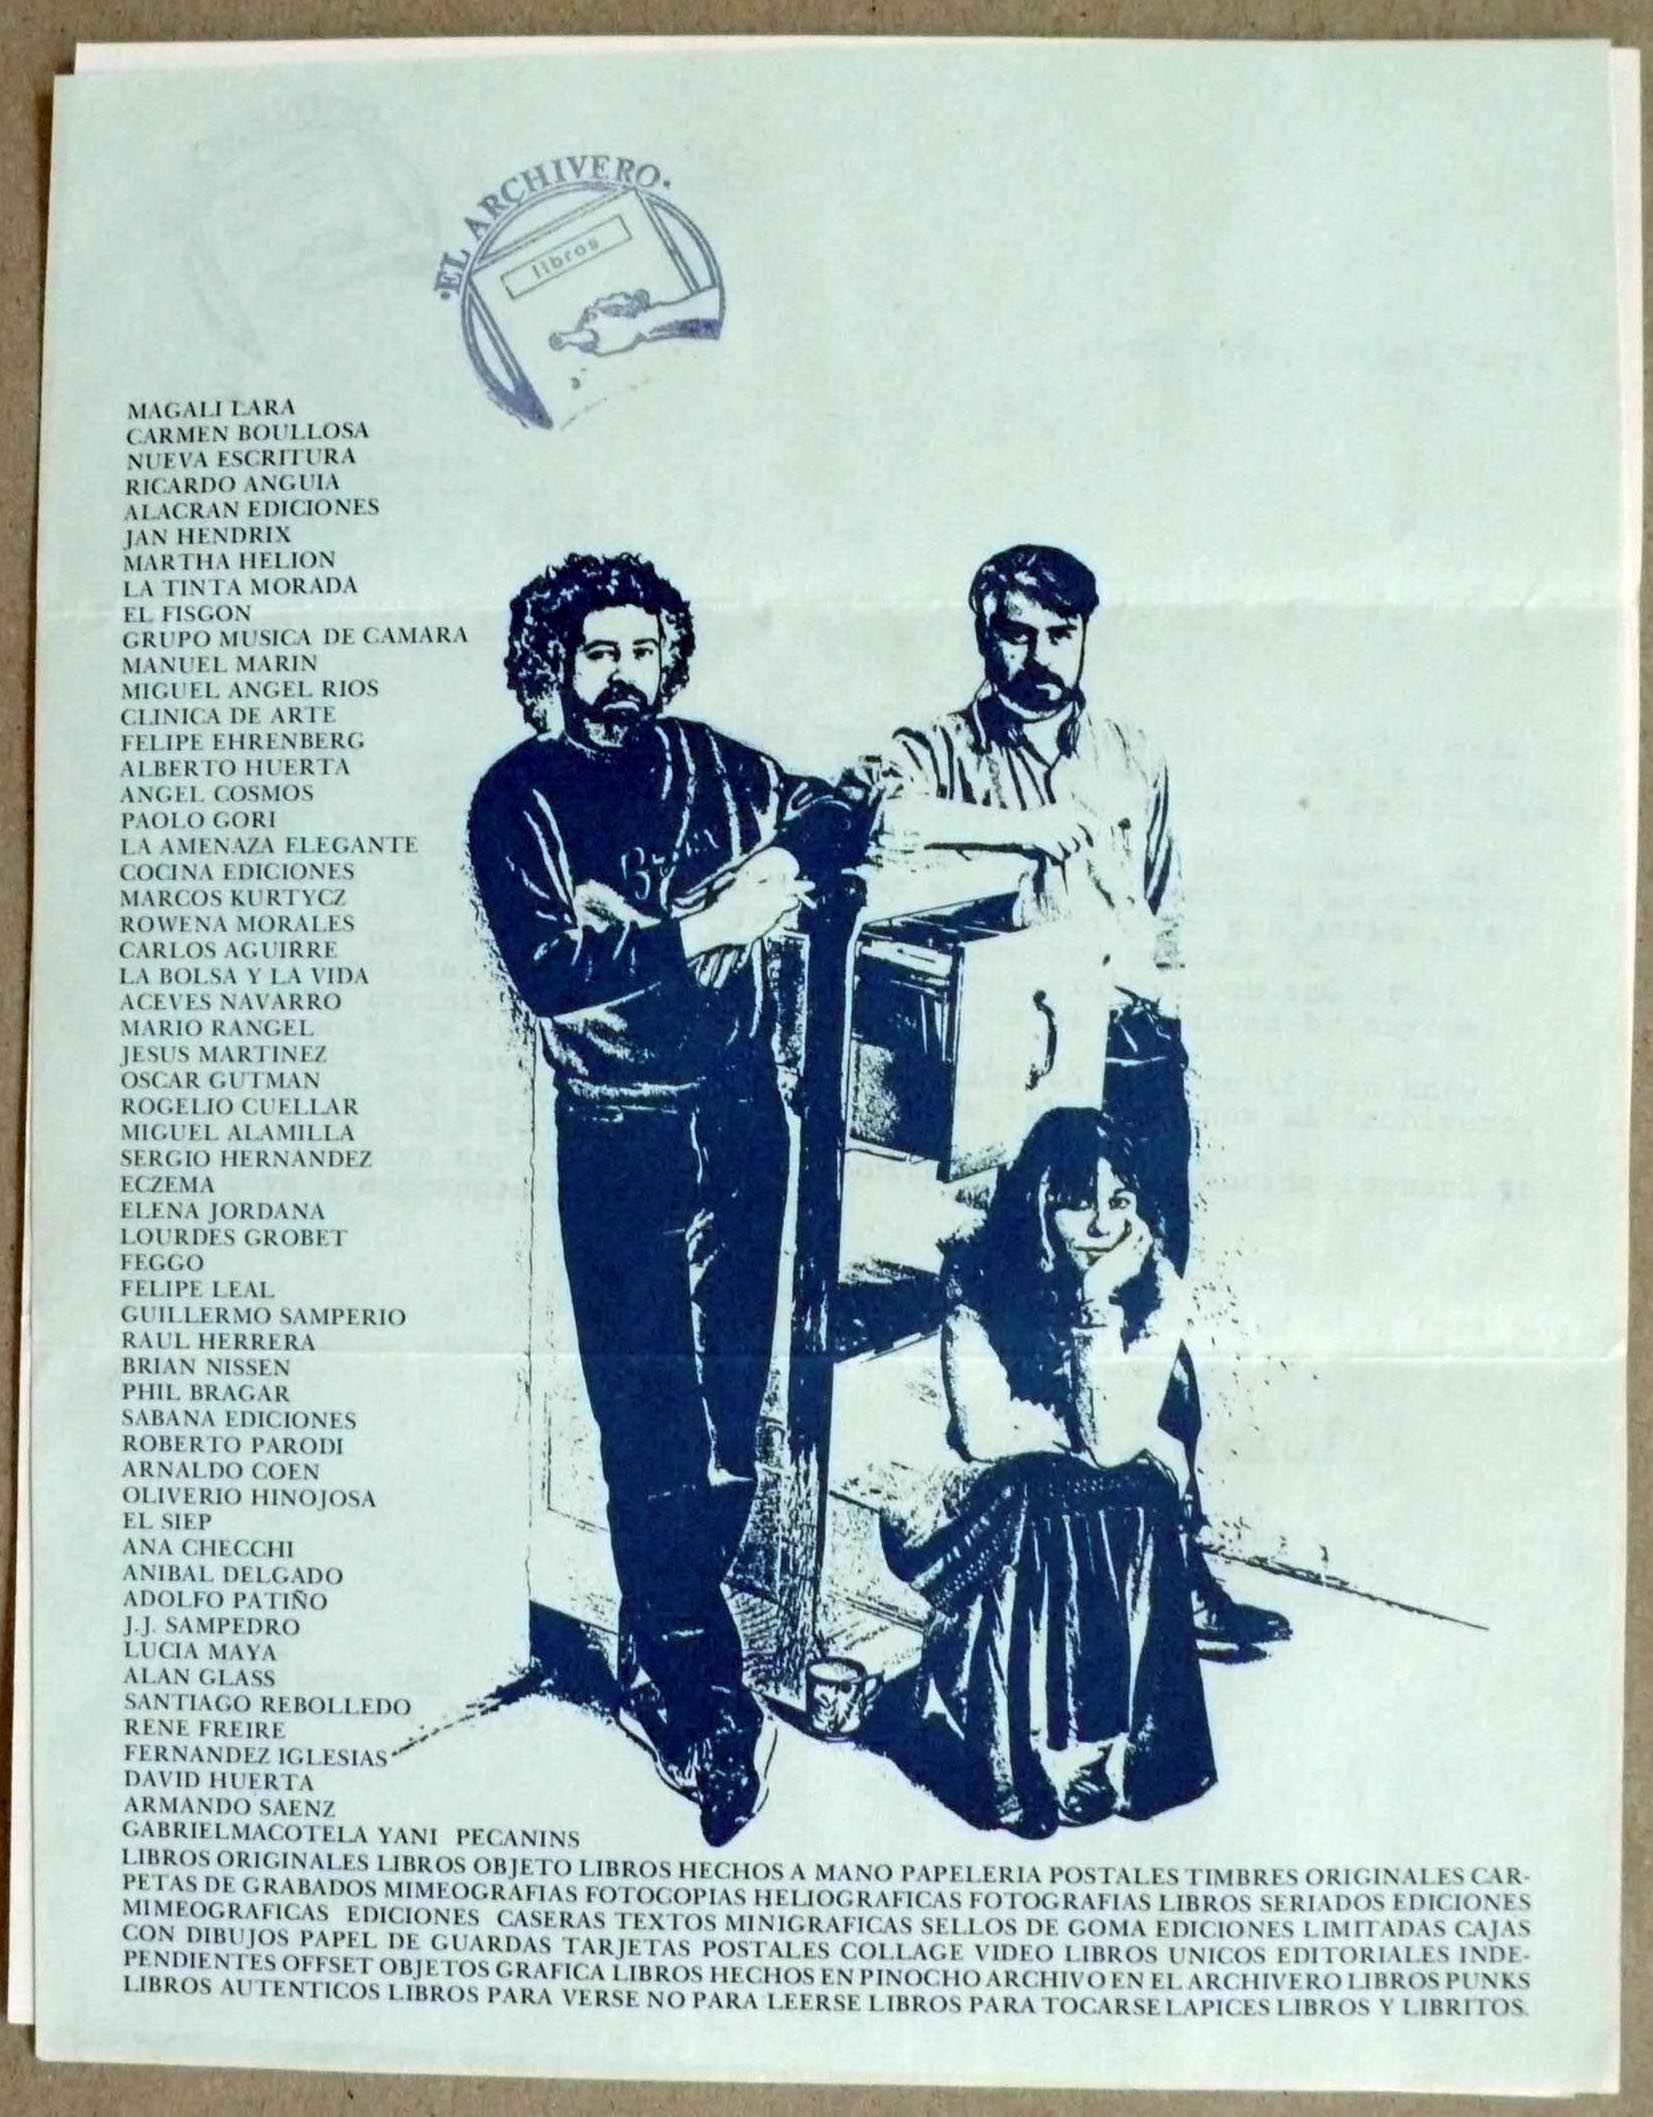 ·EL ARCHIVERO·
libros
MAGALI LARA
CARMEN BOULLOSA
NUEVA ESCRITURA
RICARDO ANGUIA
ALACRAN EDICIONES
JAN HENDRIX
MARTHA HELION
LA TINTA MORADA
EL FISGON
GRUPO MUSICA DE CAMARA
MANUEL MARIN
MIGUEL ANGEL RIOS
CLINICA DE ARTE
FELIPE EHRENBERG
ALBERTO HUERTA
ANGEL COSMOS
PAOLO GORI
LA AMENAZA ELEGANTE
COCINA EDICIONES
MARCOS KURTYCZ
ROWENA MORALES
CARLOS AGUIRRE
LA BOLSA Y LA VIDA
ACEVES NAVARRO
MARIO RANGEL
JESUS MARTINEZ
OSCAR GUTMAN
ROGELIO CUELLAR
MIGUEL ALAMILLA
SERGIO HERNANDEZ
ECZEMA
ELENA JORDANA
LOURDES GROBET
FEGGO
FELIPE LEAL
GUILLERMO SAMPERIO
RAUL HERRERA
BRIAN NISSEN
PHIL BRAGAR
SABANA EDICIONES
ROBERTO PARODI
ARNALDO COEN
OLIVERIO HINOJOSA
EL SIEP
ANA CHECCHI
ANIBAL DELGADO
ADOLFO PATIÑO
J.J. SAMPEDRO
LUCIA MAYA
ALAN GLASS
SANTIAGO REBOLLEDO
RENE FREIRE
FERNANDEZ IGLESIAS
DAVID HUERTA
ARMANDO SAENZ
GABRIELMACOTELA YANI PECANINS
LIBROS ORIGINALES LIBROS OBJETO LIBROS HECHOS A MANO PAPELERIA POSTALES TIMBRES ORIGINALES CAR-
PETAS DE GRABADOS MIMEOGRAFIAS FOTOCOPIAS HELIOGRAFICAS FOTOGRAFIAS LIBROS SERIADOS EDICIONES
MIMEOGRAFICAS EDICIONES CASERAS TEXTOS MINIGRAFICAS SELLOS DE GOMA EDICIONES LIMITADAS CAJAS
CON DIBUJOS PAPEL DE GUARDAS TARJETAS POSTALES COLLAGE VIDEO LIBROS UNICOS EDITORIALES INDE-
PENDIENTES OFFSET OBJETOS GRAFICA LIBROS HECHOS EN PINOCHO ARCHIVO EN EL ARCHIVERO LIBROS PUNKS
LIBROS AUTENTICOS LIBROS PARA VERSE NO PARA LEERSE LIBROS PARA TOCARSE LAPICES LIBROS Y LIBRITOS.